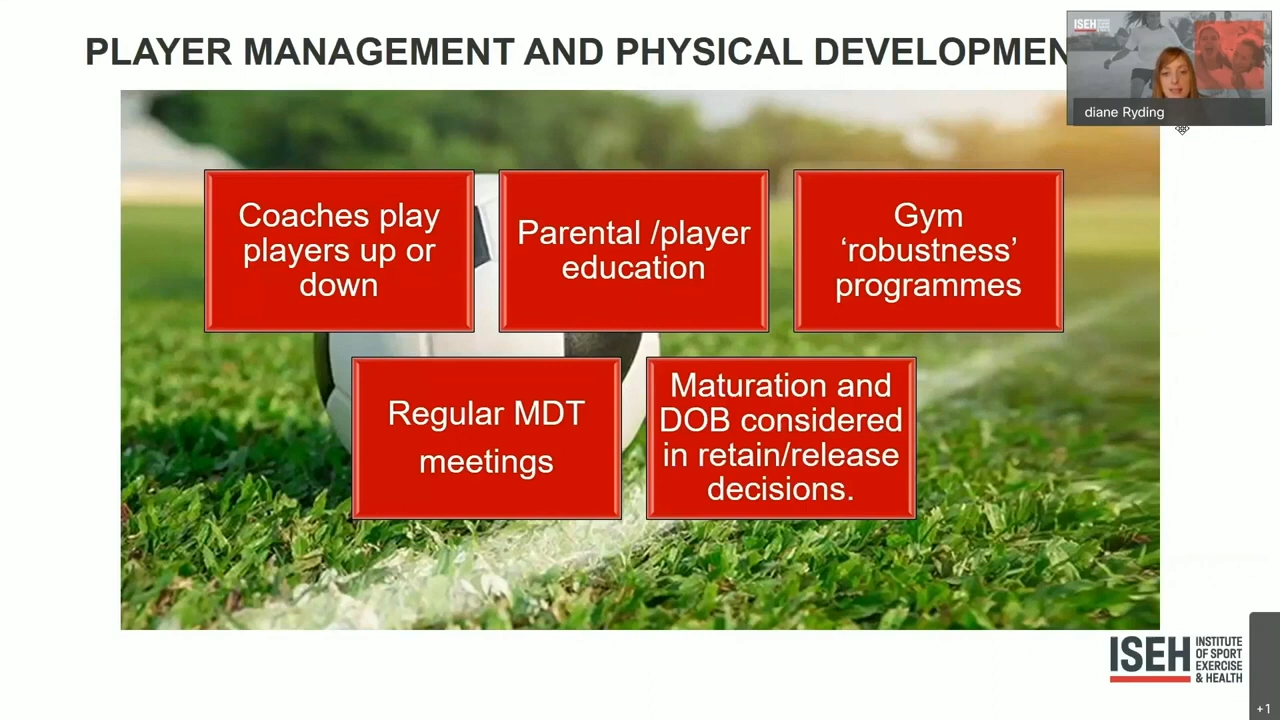 PLAYER MANAGEMENT AND PHYSICAL DEVELOPMEN
ISEH
diane Ryding
Coaches play
players up or
down
Parental /player
education
Gym
‘robustness’
programmes
Regular MDT
meetings
Maturation and
DOB considered
in retain/release
decisions.
ISEH
INSTITUTE
OF SPORT
EXERCISE
& HEALTH
+1